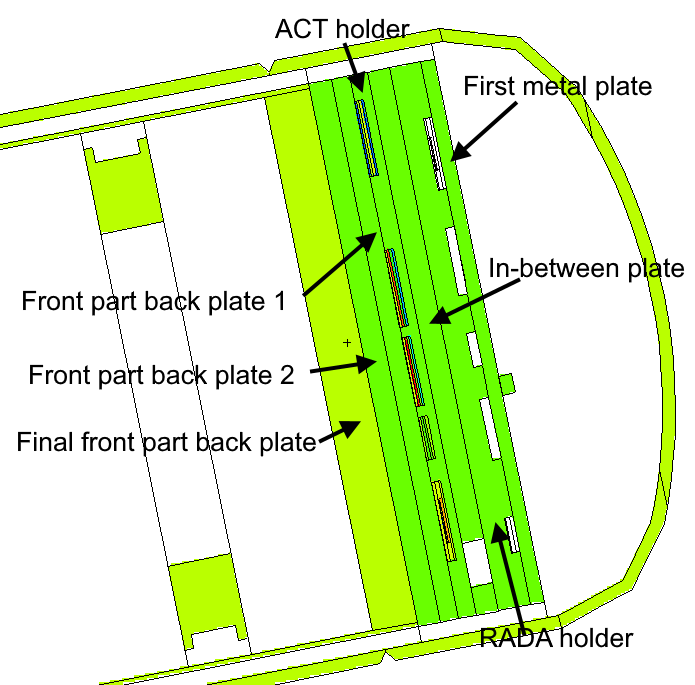 ACT holder
First metal plate
In-between plate
Front part back plate 1
Front part back plate 2
Final front part back plate
RADA holder